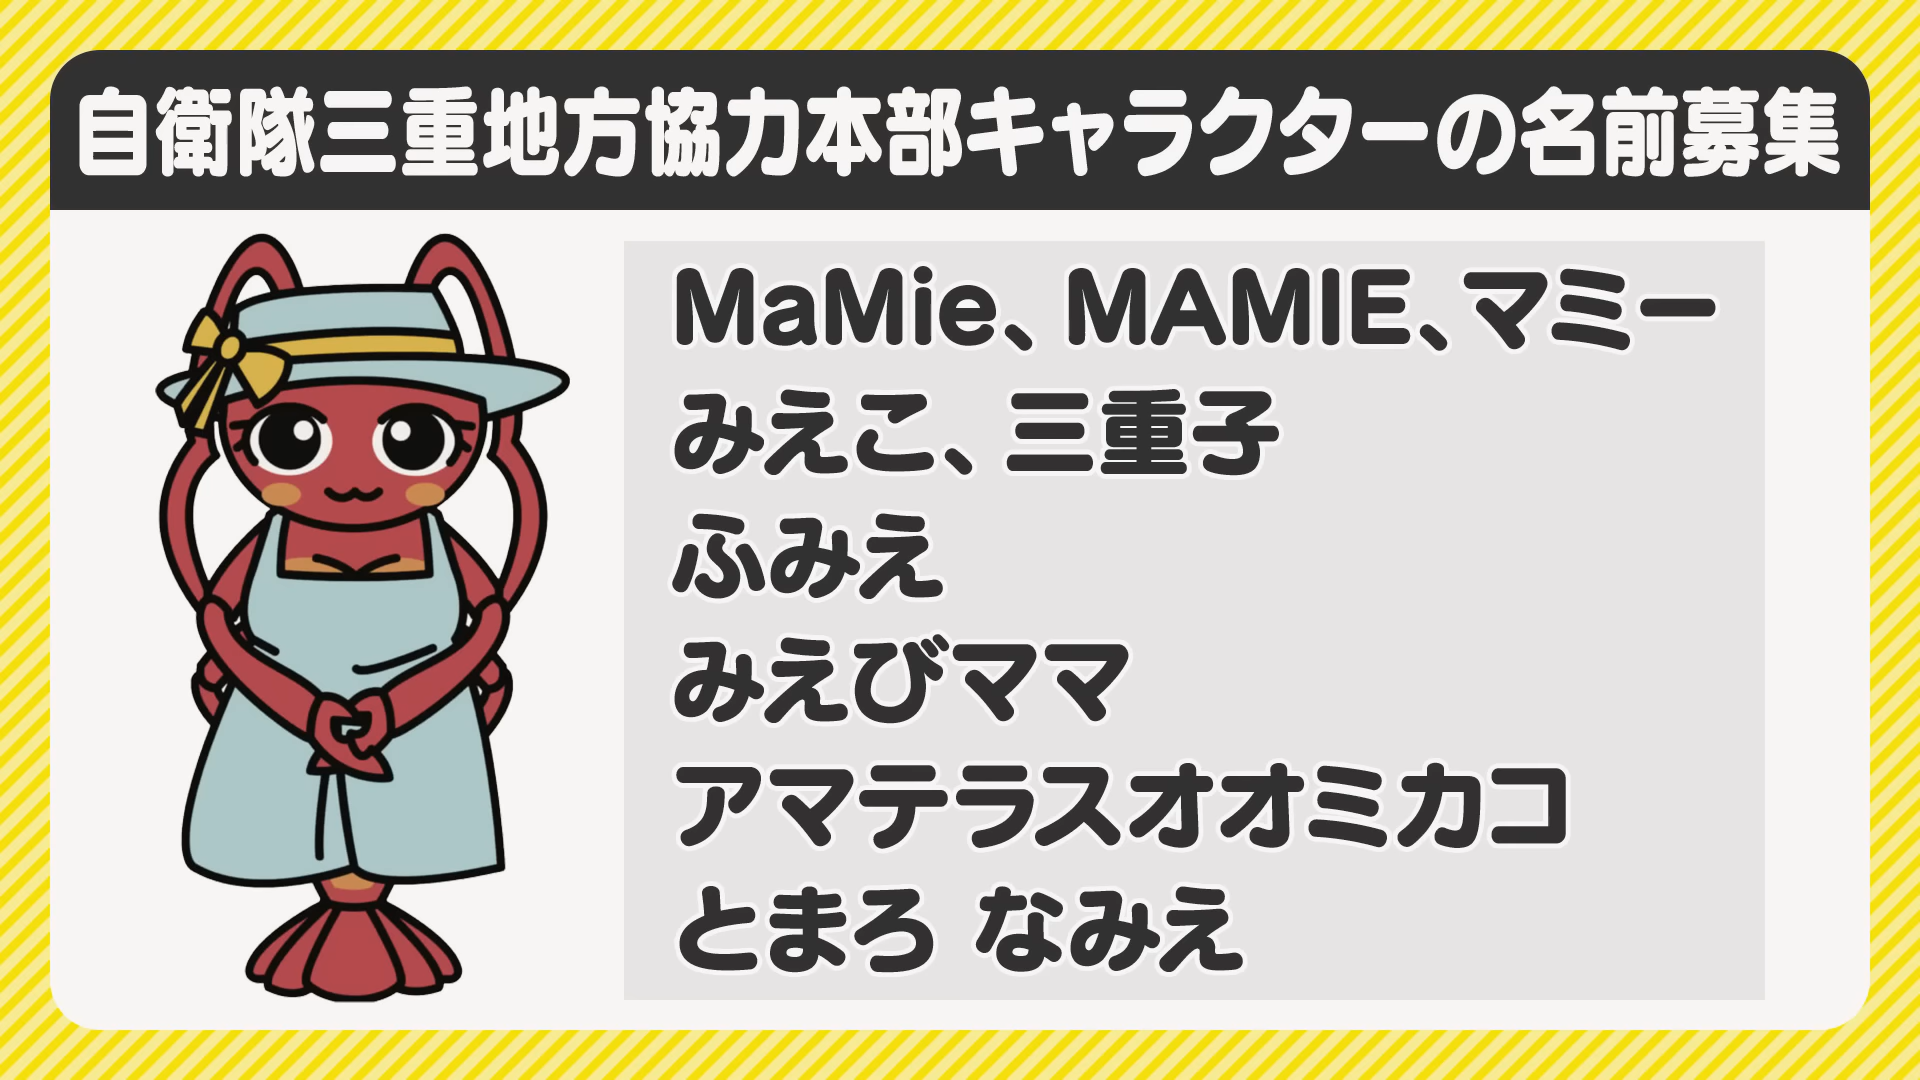 自衛隊三重地方協力本部キャラクターの名前募集
MaMie、MAMIE、マミー
みえこ、三重子
ふみえ
みえびママ
アマテラスオオミカコ
とまろ なみえ